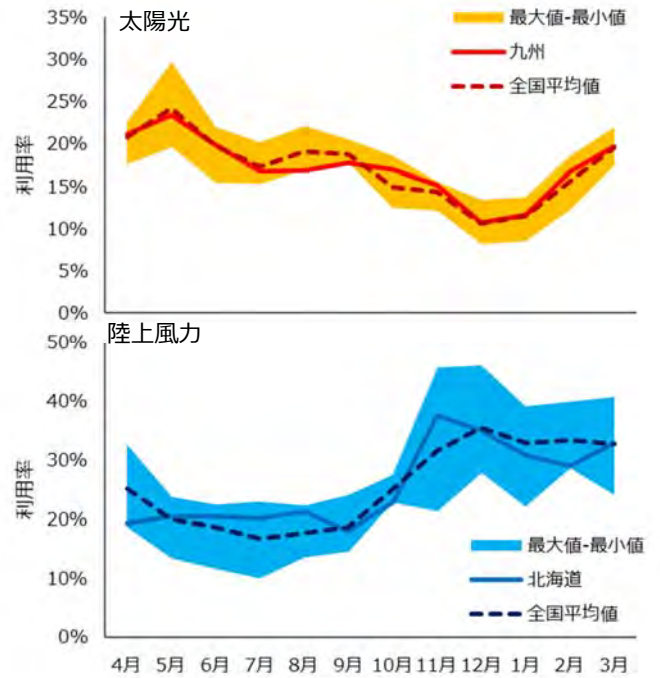 太陽光
35%
30%
25%
20%
15%
10%
5%
0%
利用率
最大値-最小値
九州
全国平均値
陸上風力
50%
40%
30%
20%
10%
0%
利用率
最大値-最小値
北海道
全国平均値
4月 5月 6月 7月 8月 9月 10月 11月 12月 1月 2月 3月